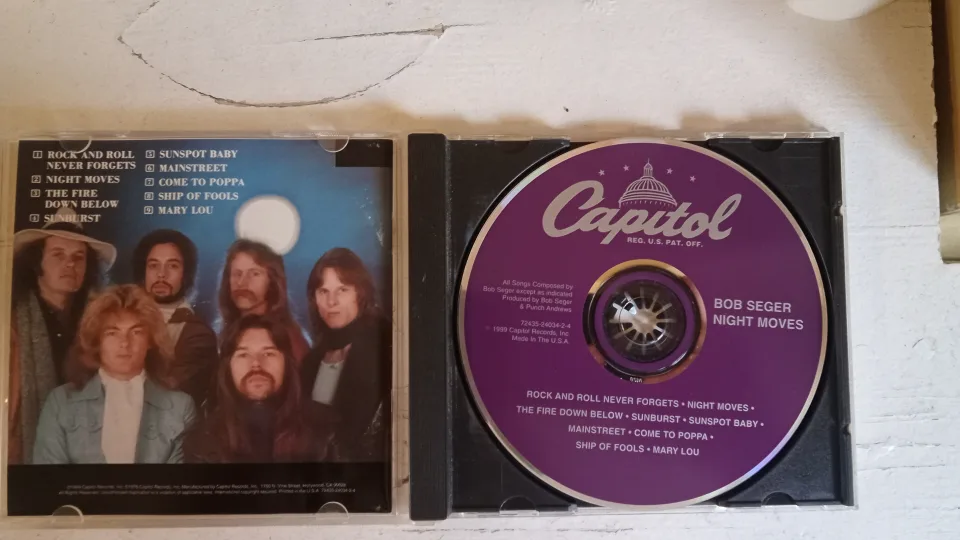 1 ROCK AND ROLL
NEVER FORGETS
2 NIGHT MOVES
3 THE FIRE
DOWN BELOW
4 SUNBURST
5 SUNSPOT BABY
6 MAINSTREET
7 COME TO POPPA
8 SHIP OF FOOLS
9 MARY LOU
Capitol
REG. U.S. PAT. OFF.
All Songs Composed by
Bob Seger except as indicated
Produced by Bob Seger
& Punch Andrews
72435-24034-2-4
℗ 1999 Capitol Records, Inc
Made In The U.S.A.
BOB SEGER
NIGHT MOVES
ROCK AND ROLL NEVER FORGETS • NIGHT MOVES •
THE FIRE DOWN BELOW • SUNBURST • SUNSPOT BABY •
MAINSTREET • COME TO POPPA •
SHIP OF FOOLS • MARY LOU